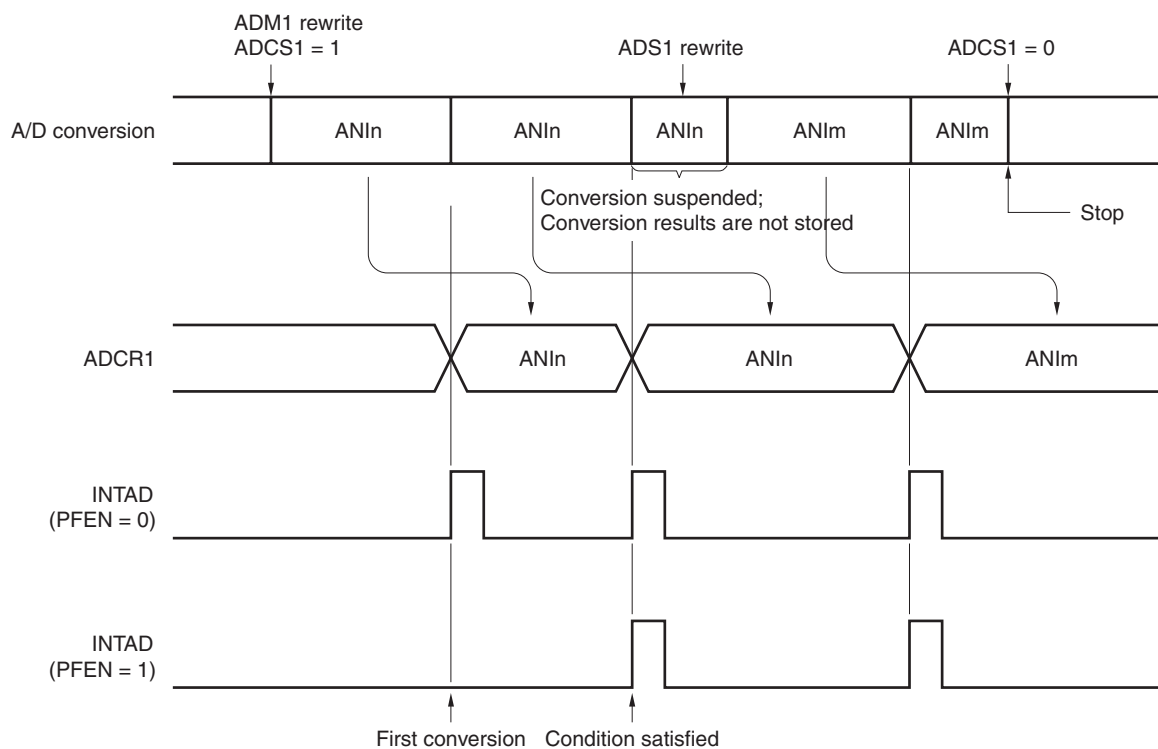 ADM1 rewrite
ADCS1 = 1
ADS1 rewrite
ADCS1 = 0
A/D conversion
ANIn
ANIn
ANIn
ANIm
ANIm
Conversion suspended;
Conversion results are not stored
Stop
ADCR1
ANIn
ANIn
ANIm
INTAD
(PFEN = 0)
INTAD
(PFEN = 1)
First conversion
Condition satisfied